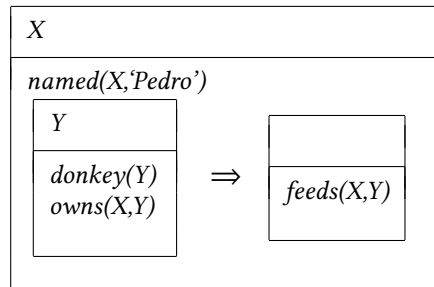 X
named(X,‘Pedro’)
Y
donkey(Y)
owns(X,Y)
⇒
feeds(X,Y)